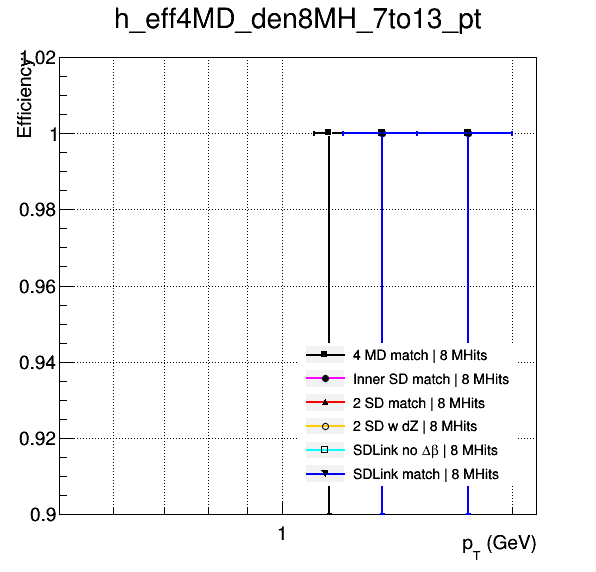 h_eff4MD_den8MH_7to13_pt
Efficiency
1.02
1
0.98
0.96
0.94
0.92
0.9
4 MD match | 8 MHits
Inner SD match | 8 MHits
2 SD match | 8 MHits
2 SD w dZ | 8 MHits
SDLink no Δβ | 8 MHits
SDLink match | 8 MHits
1
p_T (GeV)